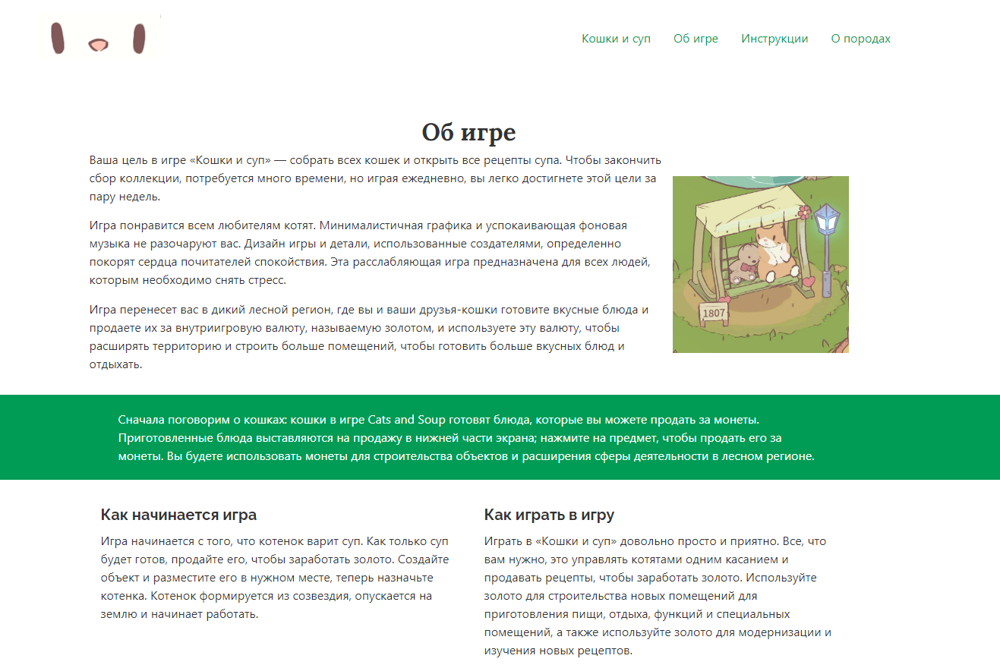 Кошки и суп Об игре Инструкции О породах
Об игре
Ваша цель в игре «Кошки и суп» — собрать всех кошек и открыть все рецепты супа. Чтобы закончить
сбор коллекции, потребуется много времени, но играя ежедневно, вы легко достигнете этой цели за
пару недель.
Игра понравится всем любителям котят. Минималистичная графика и успокаивающая фоновая
музыка не разочаруют вас. Дизайн игры и детали, использованные создателями, определенно
покорят сердца почитателей спокойствия. Эта расслабляющая игра предназначена для всех людей,
которым необходимо снять стресс.
Игра перенесет вас в дикий лесной регион, где вы и ваши друзья-кошки готовите вкусные блюда и
продаете их за внутриигровую валюту, называемую золотом, и используете эту валюту, чтобы
расширять территорию и строить больше помещений, чтобы готовить больше вкусных блюд и
отдыхать.
1807
Сначала поговорим о кошках: кошки в игре Cats and Soup готовят блюда, которые вы можете продать за монеты.
Приготовленные блюда выставляются на продажу в нижней части экрана; нажмите на предмет, чтобы продать его за
монеты. Вы будете использовать монеты для строительства объектов и расширения сферы деятельности в лесном регионе.
Как начинается игра
Игра начинается с того, что котенок варит суп. Как только суп
будет готов, продайте его, чтобы заработать золото. Создайте
объект и разместите его в нужном месте, теперь назначьте
котенка. Котенок формируется из созвездия, опускается на
землю и начинает работать.
Как играть в игру
Играть в «Кошки и суп» довольно просто и приятно. Все, что
вам нужно, это управлять котятами одним касанием и
продавать рецепты, чтобы заработать золото. Используйте
золото для строительства новых помещений для
приготовления пищи, отдыха, функций и специальных
помещений, а также используйте золото для модернизации и
изучения новых рецептов.